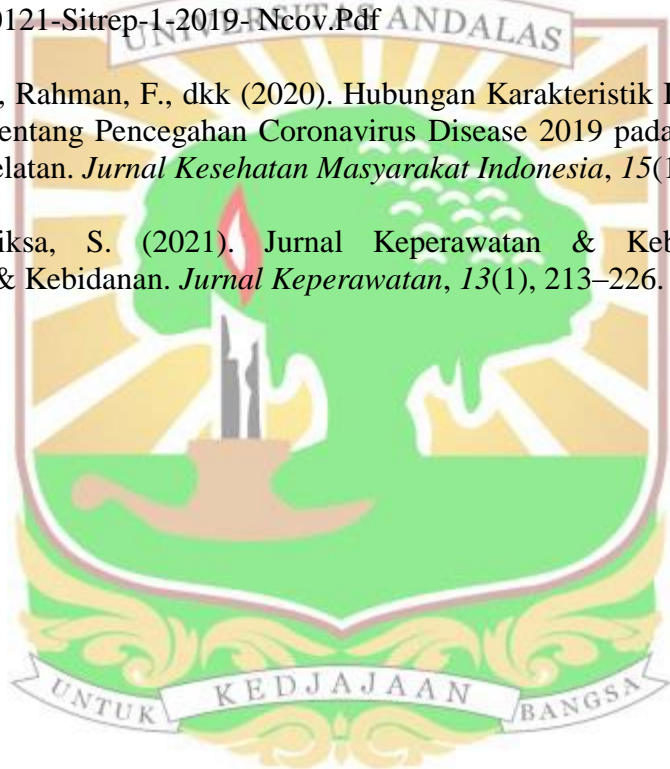 0121-Sitrep-1-2019- Ncov.Pdf
UNIVERSITAS ANDALAS
, Rahman, F., dkk (2020). Hubungan Karakteristik
entang Pencegahan Coronavirus Disease 2019 pada
elatan. Jurnal Kesehatan Masyarakat Indonesia, 15(1
iksa, S. (2021). Jurnal Keperawatan & Keb
& Kebidanan. Jurnal Keperawatan, 13(1), 213–226.
UNTUK KEDJAJAAN BANGSA